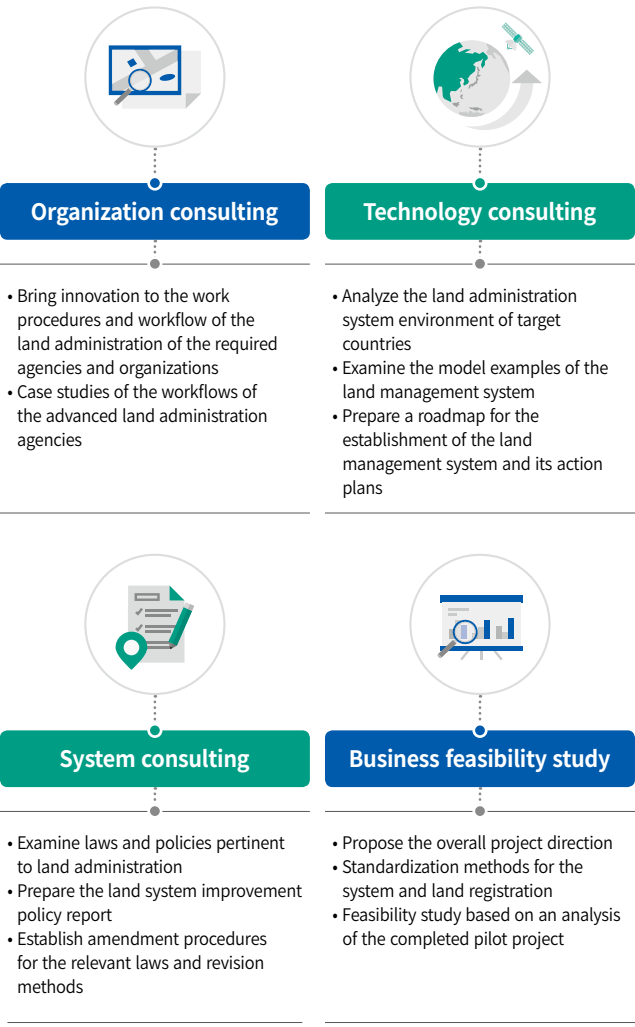 Organization consulting
• Bring innovation to the work
procedures and workflow of the
land administration of the required
agencies and organizations
• Case studies of the workflows of
the advanced land administration
agencies
Technology consulting
• Analyze the land administration
system environment of target
countries
• Examine the model examples of the
land management system
• Prepare a roadmap for the
establishment of the land
management system and its action
plans
System consulting
• Examine laws and policies pertinent
to land administration
• Prepare the land system improvement
policy report
• Establish amendment procedures
for the relevant laws and revision
methods
Business feasibility study
• Propose the overall project direction
• Standardization methods for the
system and land registration
• Feasibility study based on an analysis
of the completed pilot project